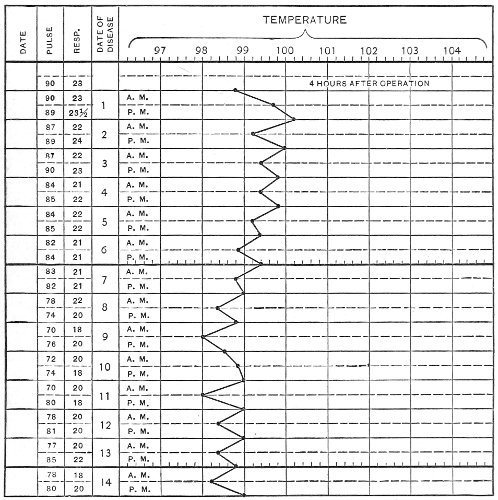 TEMPERATURE
DATE PULSE RESP. DATE OF DISEASE 97 98 99 100 101 102 103 104
90 23 4 HOURS AFTER OPERATION
90 23 1 A. M.
89 23½ P. M.
87 22 2 A. M.
89 24 P. M.
87 22 3 A. M.
90 23 P. M.
84 21 4 A. M.
85 22 P. M.
84 22 5 A. M.
85 22 P. M.
82 21 6 A. M.
84 21 P. M.
83 21 7 A. M.
82 21 P. M.
78 22 8 A. M.
74 20 P. M.
70 18 9 A. M.
76 20 P. M.
72 20 10 A. M.
74 18 P. M.
70 20 11 A. M.
80 18 P. M.
78 20 12 A. M.
81 20 P. M.
77 20 13 A. M.
85 22 P. M.
78 18 14 A. M.
80 20 P. M.